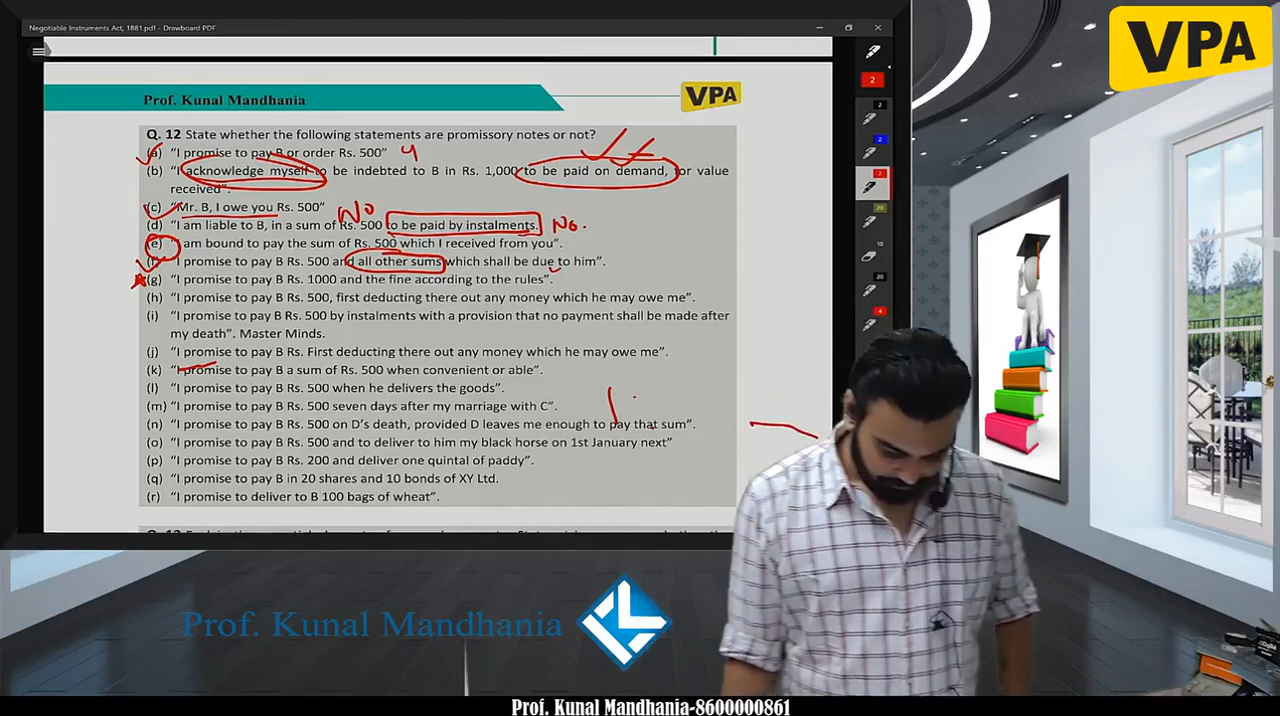 Negotiable Instruments Act, 1881.pdf - Drawboard PDF
VPA
Prof. Kunal Mandhania
VPA
Q. 12 State whether the following statements are promissory notes or not?
(a) "I promise to pay B or order Rs. 500"
(b) "I acknowledge myself to be indebted to B in Rs. 1,000 to be paid on demand, for value
received".
(c) "Mr. B, I owe you Rs. 500"
No
(d) "I am liable to B, in a sum of Rs. 500 to be paid by instalments.
No.
(e) am bound to pay the sum of Rs. 500 which I received from you".
(f) "I promise to pay B Rs. 500 and all other sums which shall be due to him".
(g) "I promise to pay B Rs. 1000 and the fine according to the rules".
(h) "I promise to pay B Rs. 500, first deducting there out any money which he may owe me".
(i) "I promise to pay B Rs. 500 by instalments with a provision that no payment shall be made after
my death". Master Minds.
(j) "I promise to pay B Rs. First deducting there out any money which he may owe me".
(k) "I promise to pay B a sum of Rs. 500 when convenient or able".
(l) "I promise to pay B Rs. 500 when he delivers the goods".
(m) "I promise to pay B Rs. 500 seven days after my marriage with C".
(n) "I promise to pay B Rs. 500on D's death, provided D leaves me enough to pay that sum".
(o) "I promise to pay B Rs. 500 and to deliver to him my black horse on 1st January next"
(p) "I promise to pay B Rs. 200 and deliver one quintal of paddy".
(q) "I promise to pay B in 20 shares and 10 bonds of XY Ltd.
(r) "I promise to deliver to B 100 bags of wheat".
Prof. Kunal Mandhania
Prof. Kunal Mandhania-8600000861